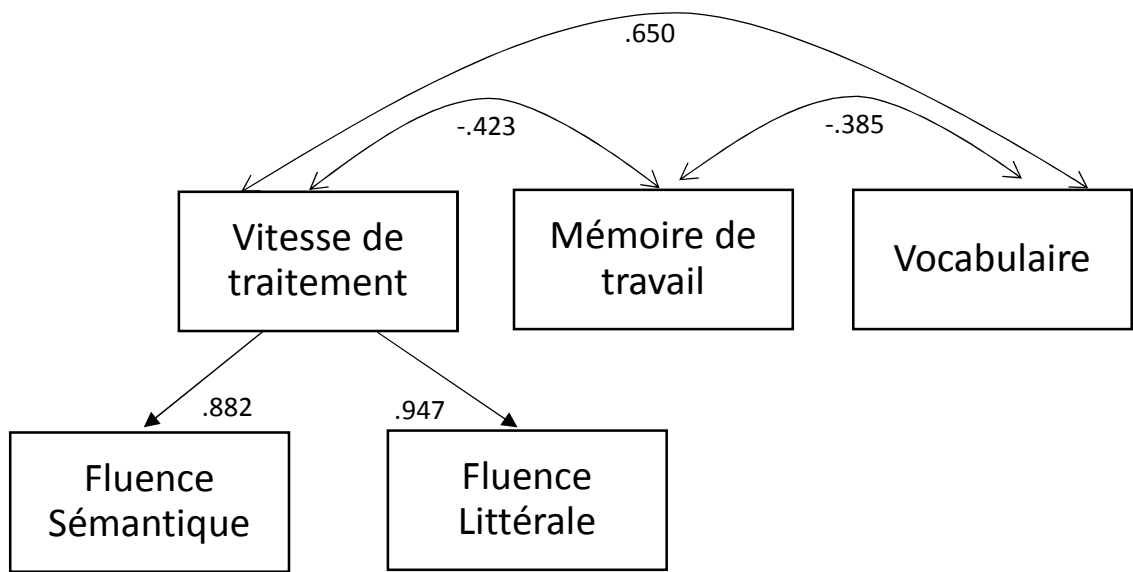 .650
-.423
-.385
Vitesse de
traitement
Mémoire de
travail
Vocabulaire
.882
.947
Fluence
Sémantique
Fluence
Littérale